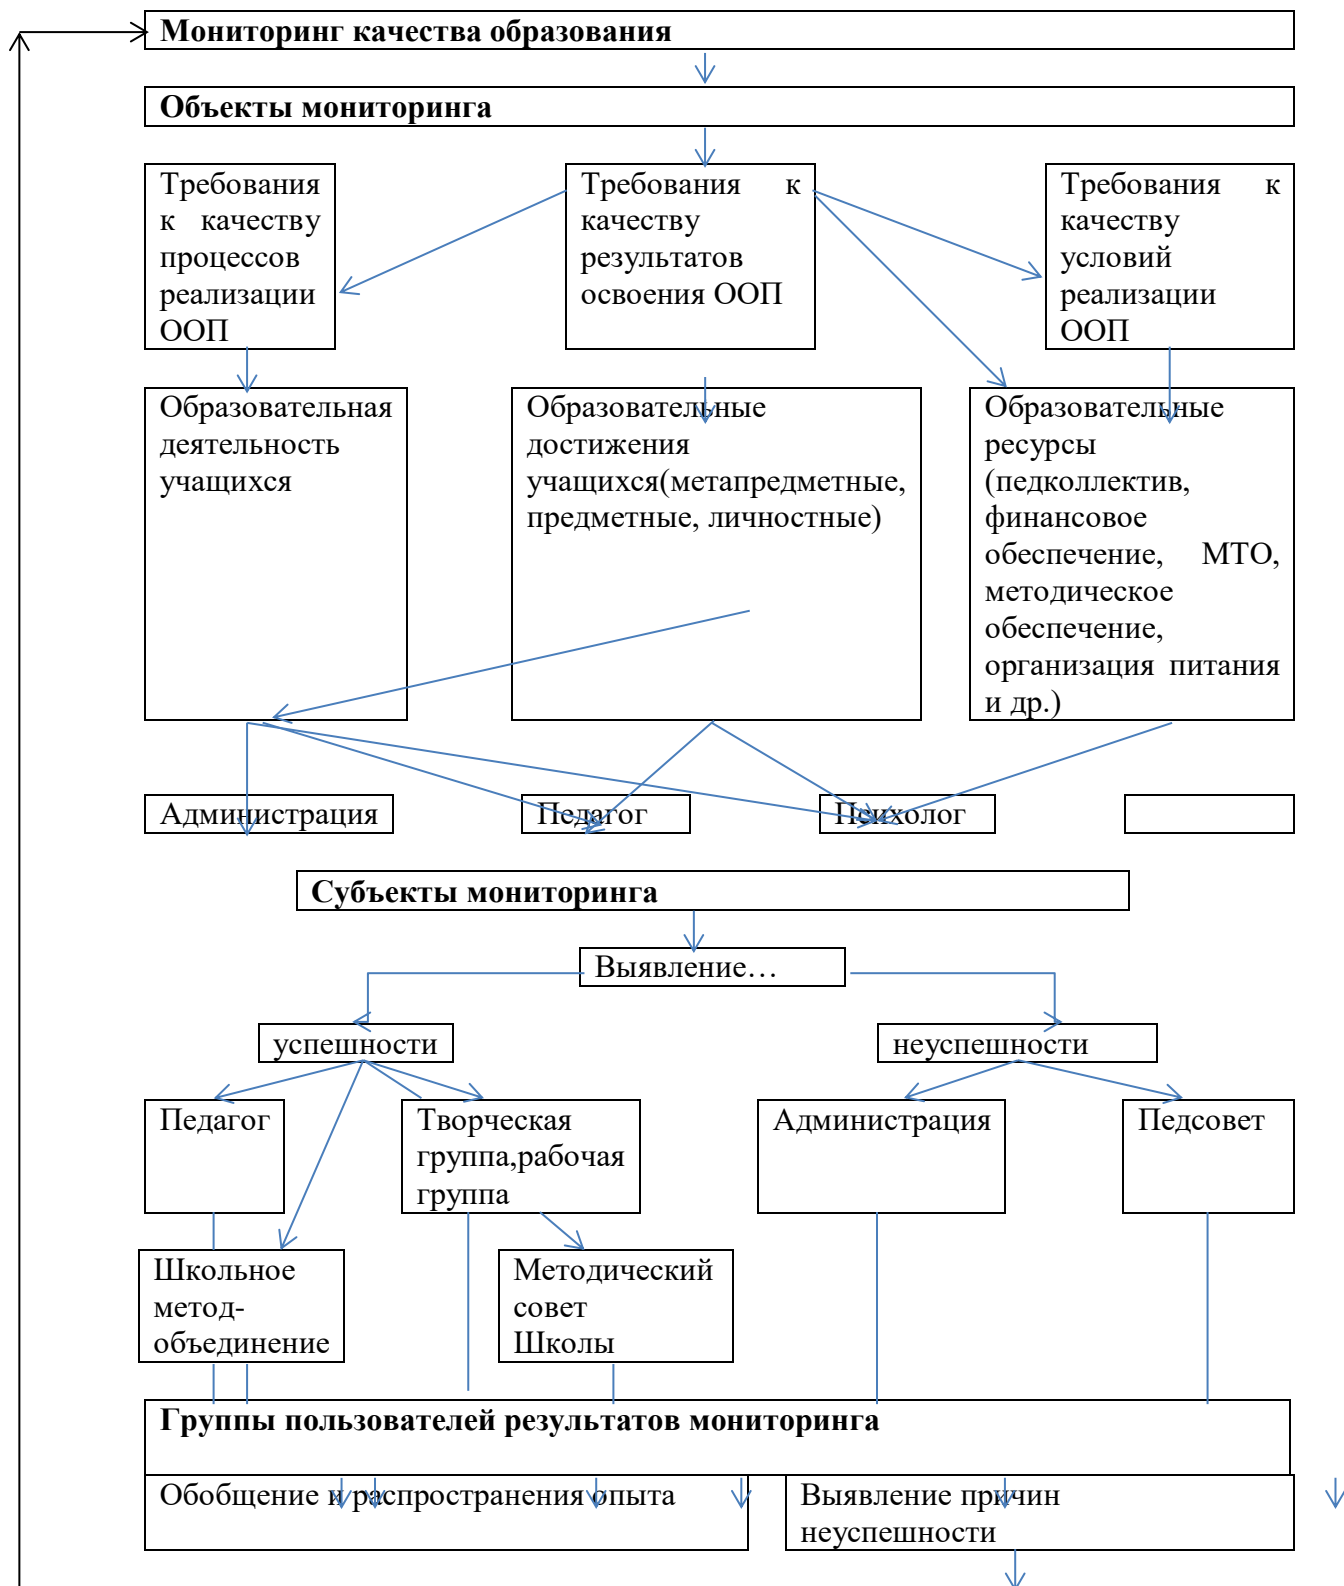 Мониторинг качества образования
Объекты мониторинга
Требования
к качеству
процессов
реализации
ООП
Требования к
качеству
результатов
освоения ООП
Требования к
качеству
условий
реализации
ООП
Образовательная
деятельность
учащихся
Образовательные
достижения
учащихся(метапредметные,
предметные, личностные)
Образовательные
ресурсы
(педколлектив,
финансовое
обеспечение, МТО,
методическое
обеспечение,
организация питания
и др.)
Администрация
Педагог
Психолог
Субъекты мониторинга
Выявление…
успешности
неуспешности
Педагог
Творческая
группа,рабочая
группа
Администрация
Педсовет
Школьное
метод-
объединение
Методический
совет
Школы
Группы пользователей результатов мониторинга
Обобщение и распространения опыта
Выявление причин
неуспешности